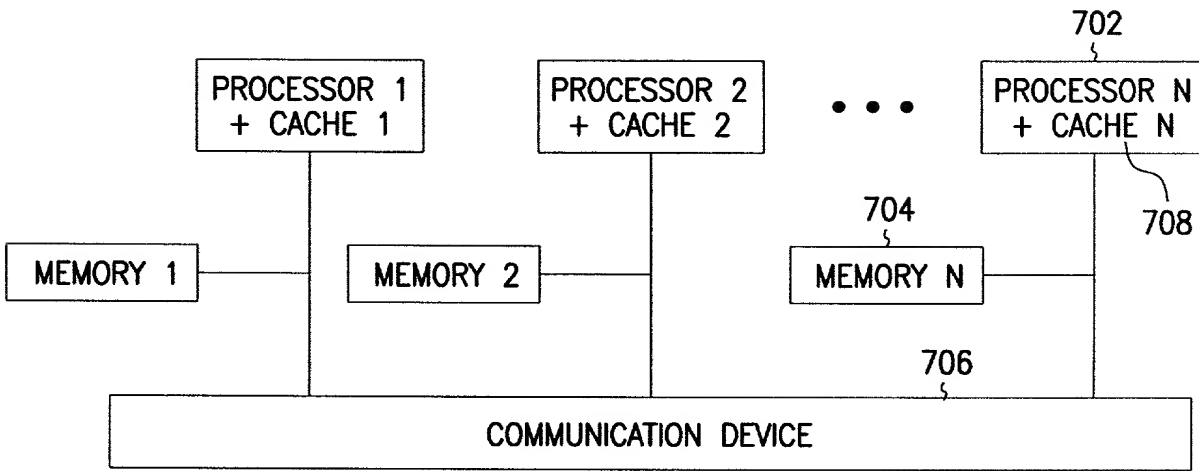 702
PROCESSOR 1
+ CACHE 1
PROCESSOR 2
+ CACHE 2
PROCESSOR N
+ CACHE N
708
704
MEMORY 1
MEMORY 2
MEMORY N
706
COMMUNICATION DEVICE